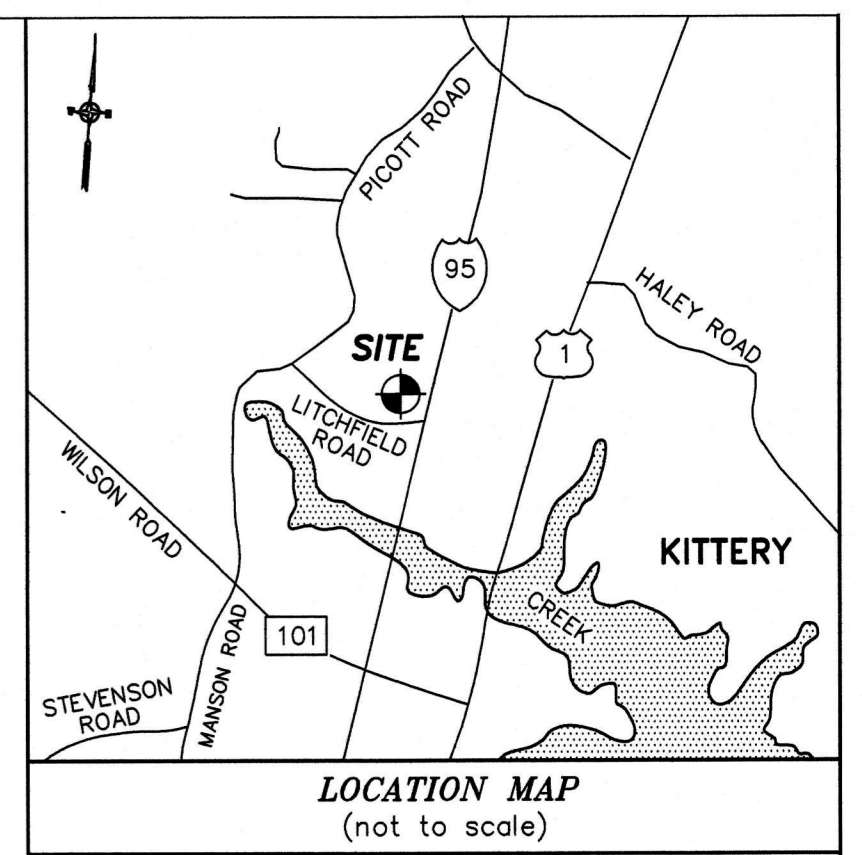 PICOTT ROAD
95
HALEY ROAD
1
SITE
LITCHFIELD
ROAD
WILSON ROAD
KITTERY
CREEK
101
MANSON ROAD
STEVENSON
ROAD
LOCATION MAP
(not to scale)